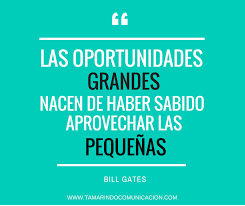 “
LAS OPORTUNIDADES
GRANDES
NACEN DE HABER SABIDO
APROVECHAR LAS
PEQUEÑAS
BILL GATES
WWW.TAMARINDOCOMUNICACION.COM